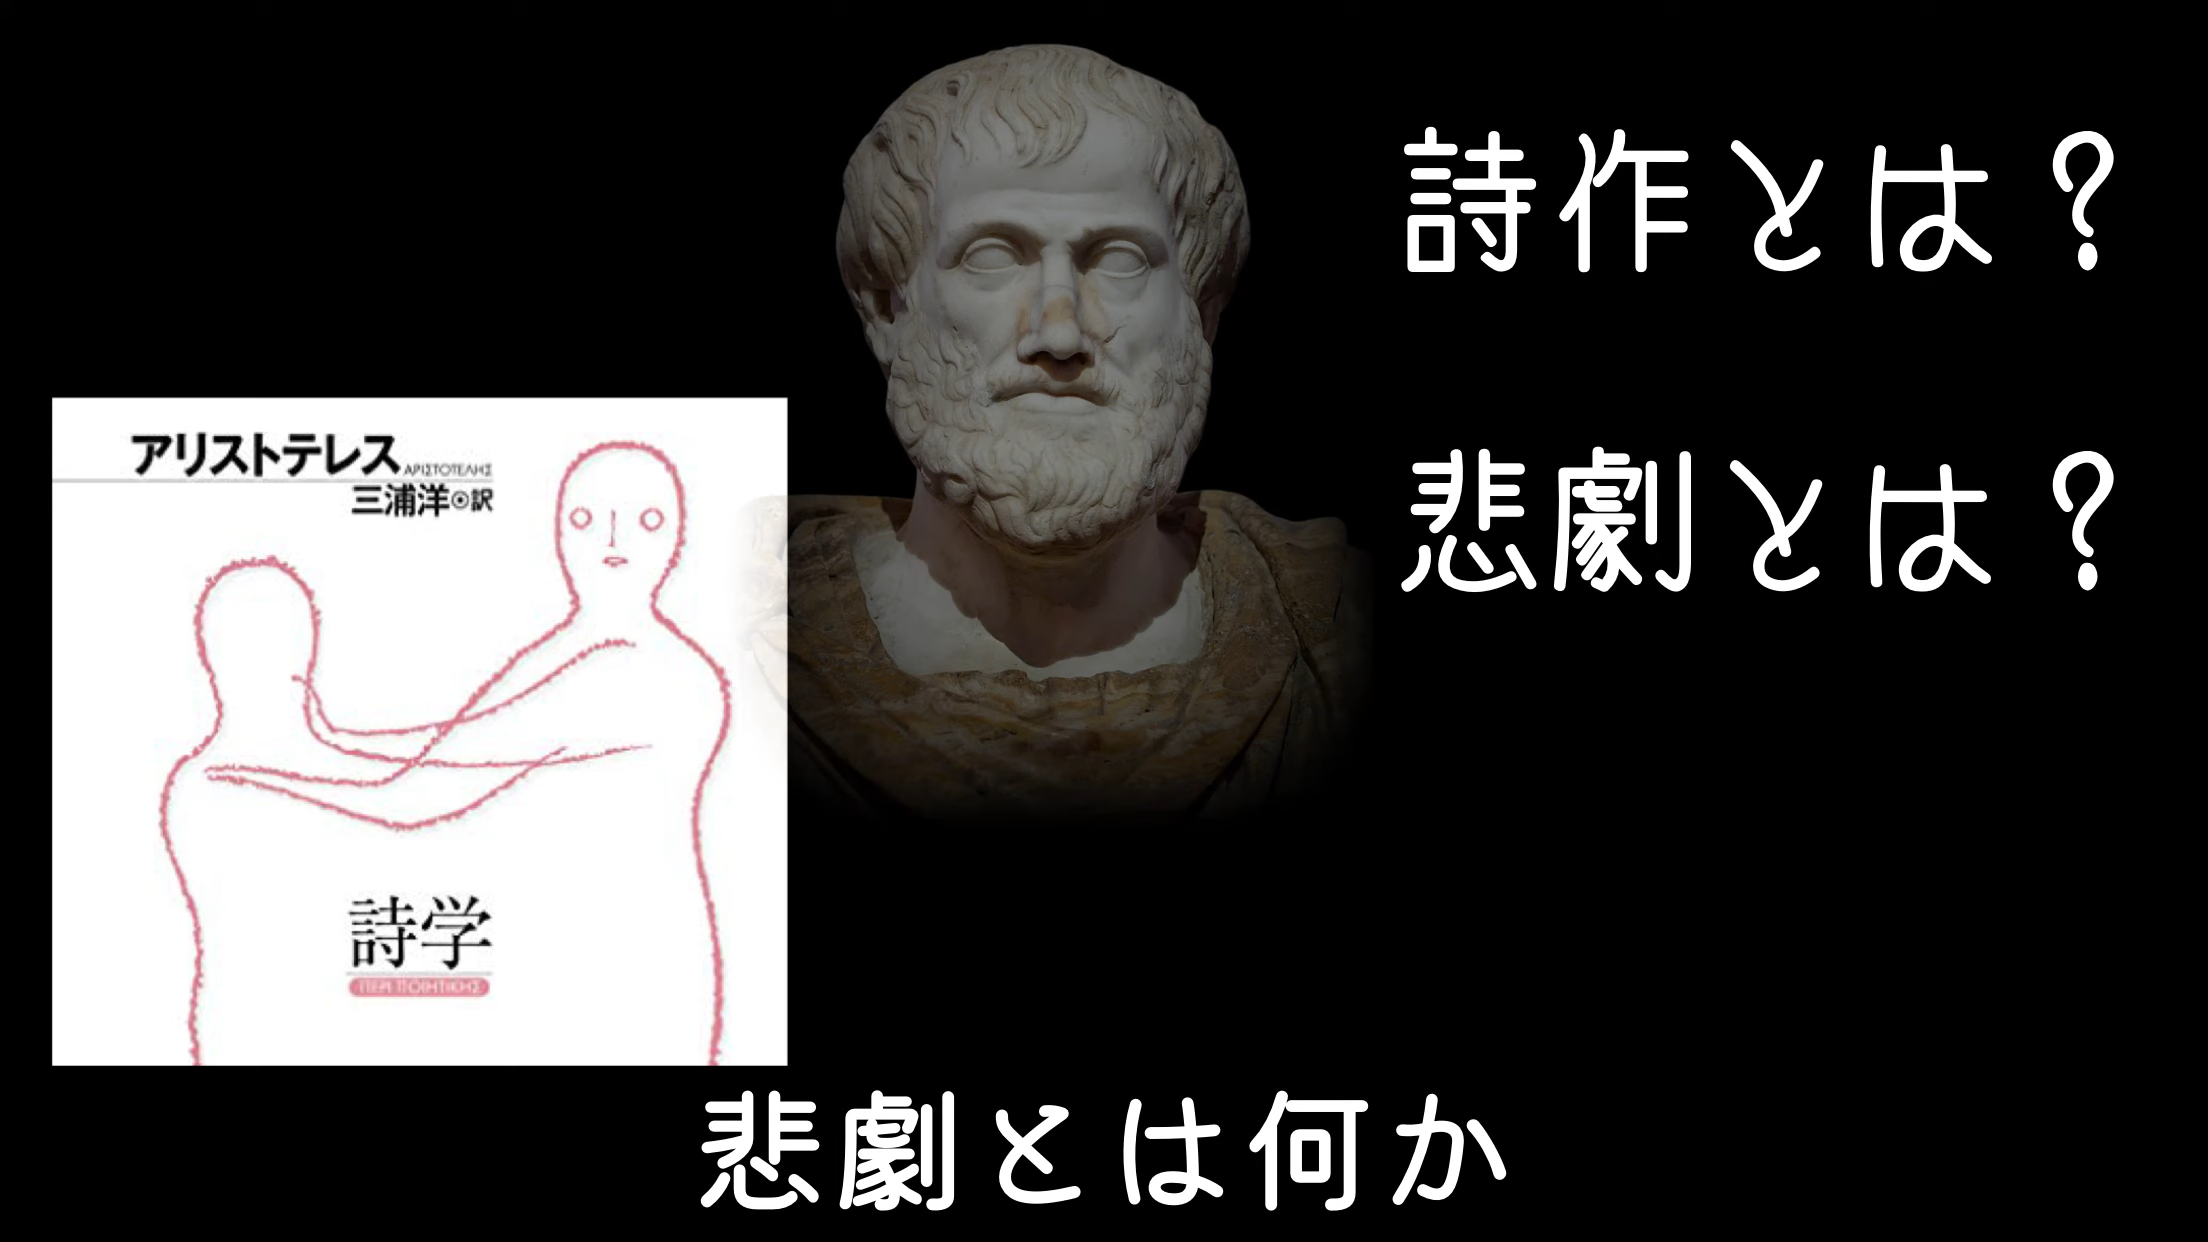 詩作とは？
悲劇とは？
アリストテレス ΑΡΙΣΤΟΤΕΛΗΣ
三浦洋◉訳
詩学
ΠΕΡΙ ΠΟΙΗΤΙΚΗΣ
悲劇とは何か